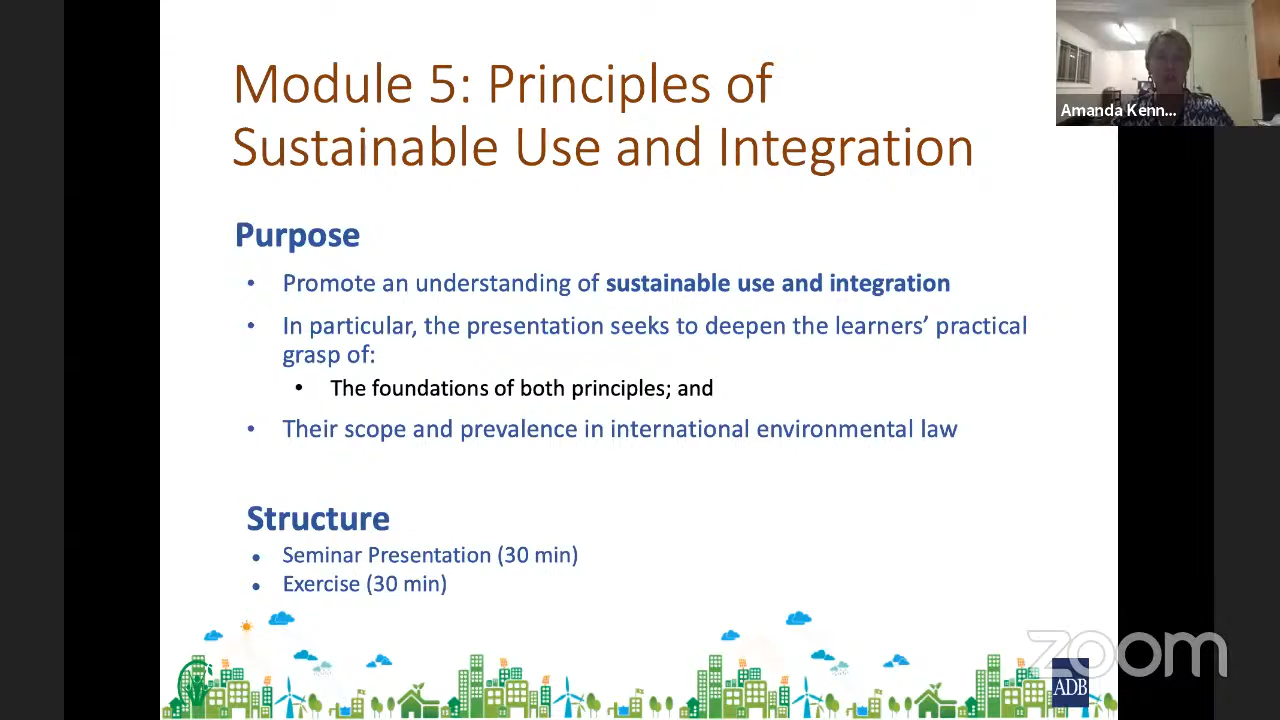 Module 5: Principles of
Sustainable Use and Integration
Amanda Kenn...
Purpose
• Promote an understanding of sustainable use and integration
• In particular, the presentation seeks to deepen the learners’ practical
grasp of:
• The foundations of both principles; and
• Their scope and prevalence in international environmental law
Structure
• Seminar Presentation (30 min)
• Exercise (30 min)
zoom
ADB